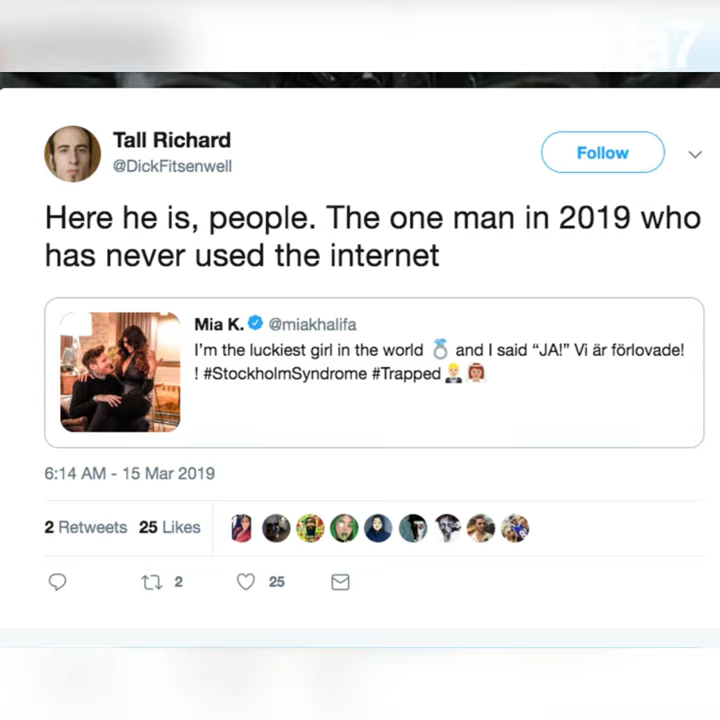 la7
Tall Richard
@DickFitsenwell
Follow
Here he is, people. The one man in 2019 who
has never used the internet
Mia K. @miakhalifa
I'm the luckiest girl in the world 💍 and I said “JA!” Vi är förlovade!
! #StockholmSyndrome #Trapped 🤵🏼👰🏽
6:14 AM - 15 Mar 2019
2 Retweets 25 Likes
2 25